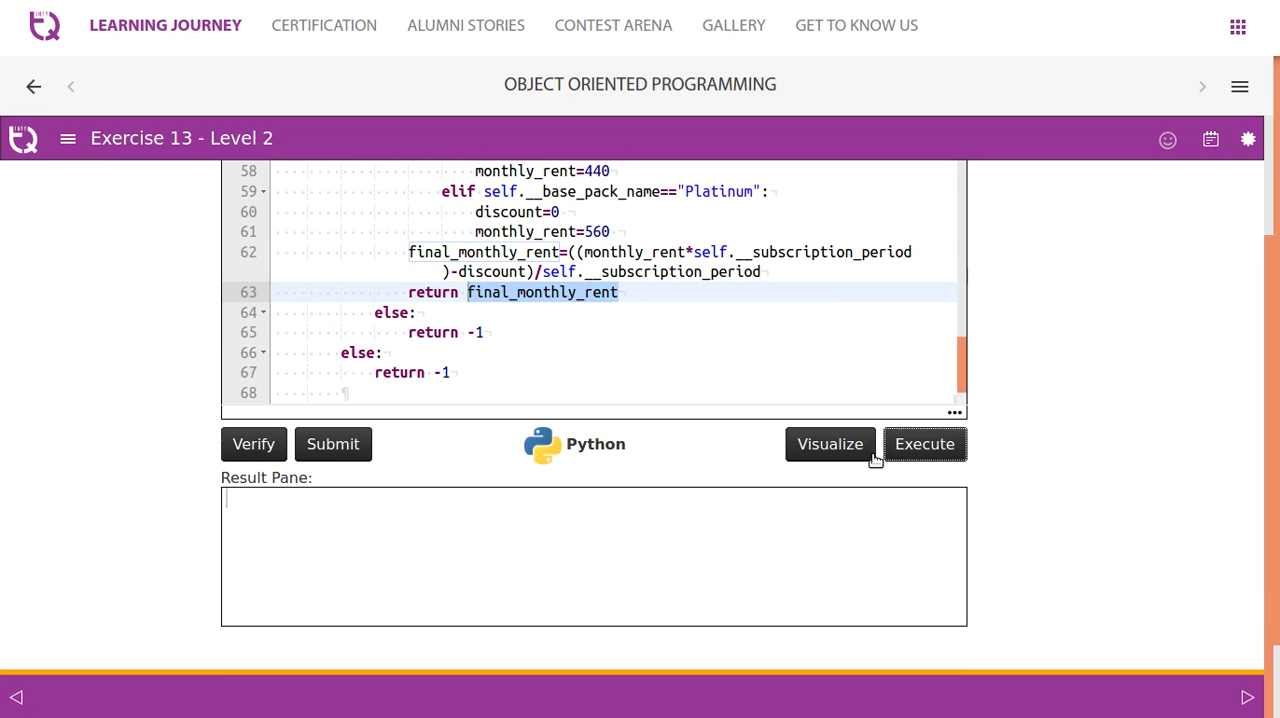 LEARNING JOURNEY CERTIFICATION ALUMNI STORIES CONTEST ARENA GALLERY GET TO KNOW US
OBJECT ORIENTED PROGRAMMING
Exercise 13 - Level 2
58 monthly_rent=440
59 elif self.__base_pack_name=="Platinum":
60 discount=0
61 monthly_rent=560
62 final_monthly_rent=((monthly_rent*self.__subscription_period
)-discount)/self.__subscription_period
63 return final_monthly_rent
64 else:
65 return -1
66 else:
67 return -1
68
Verify Submit Python Visualize Execute
Result Pane: